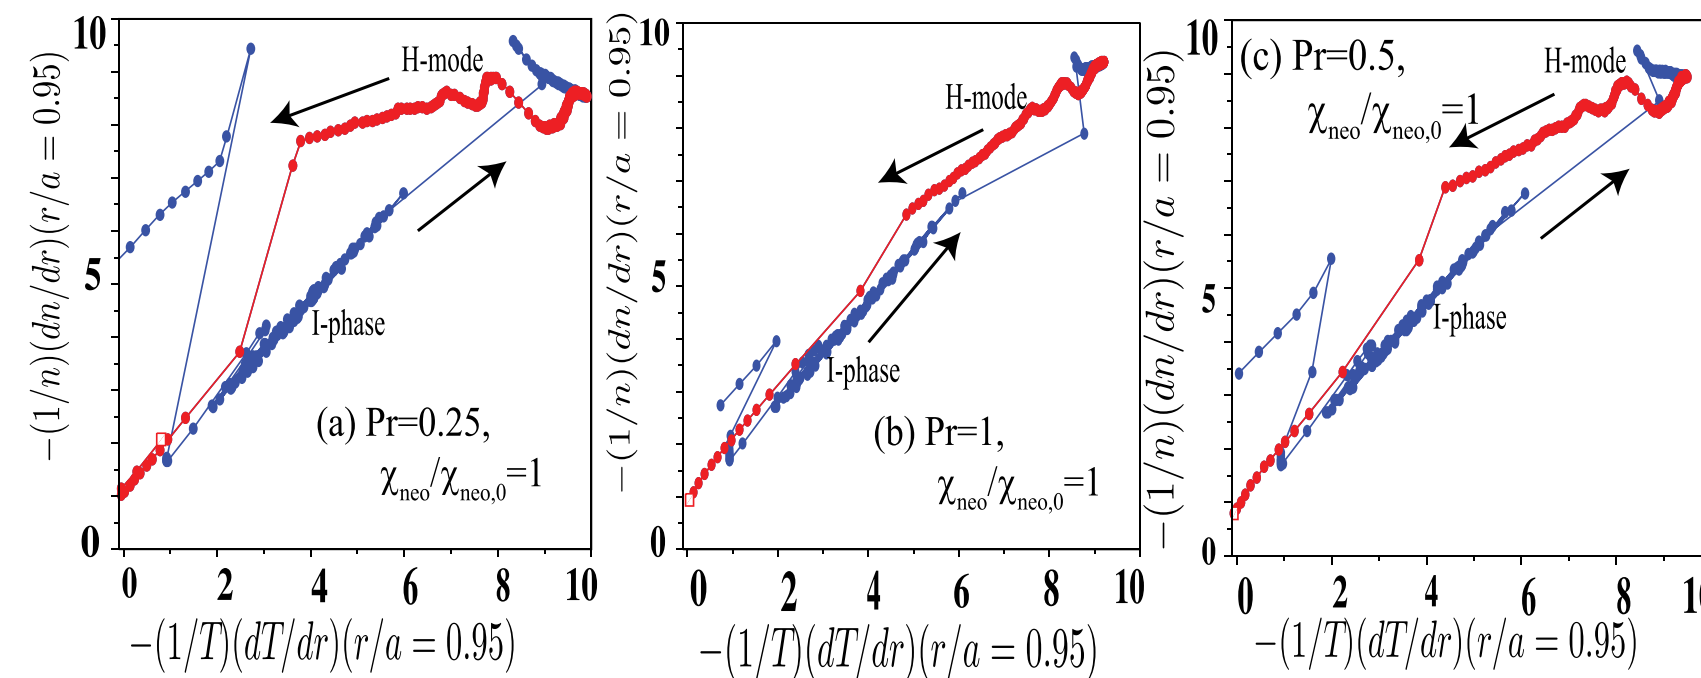 −(1/n)(dn/dr)(r/a = 0.95)
10
5
0
H-mode
I-phase
(a) Pr=0.25,
χneo/χneo,0=1
0 2 4 6 8 10
−(1/T)(dT/dr)(r/a = 0.95)
−(1/n)(dn/dr)(r/a = 0.95)
10
5
0
H-mode
I-phase
(b) Pr=1,
χneo/χneo,0=1
0 2 4 6 8 10
−(1/T)(dT/dr)(r/a = 0.95)
−(1/n)(dn/dr)(r/a = 0.95)
10
5
0
(c) Pr=0.5,
H-mode
χneo/χneo,0=1
I-phase
0 2 4 6 8 10
−(1/T)(dT/dr)(r/a = 0.95)